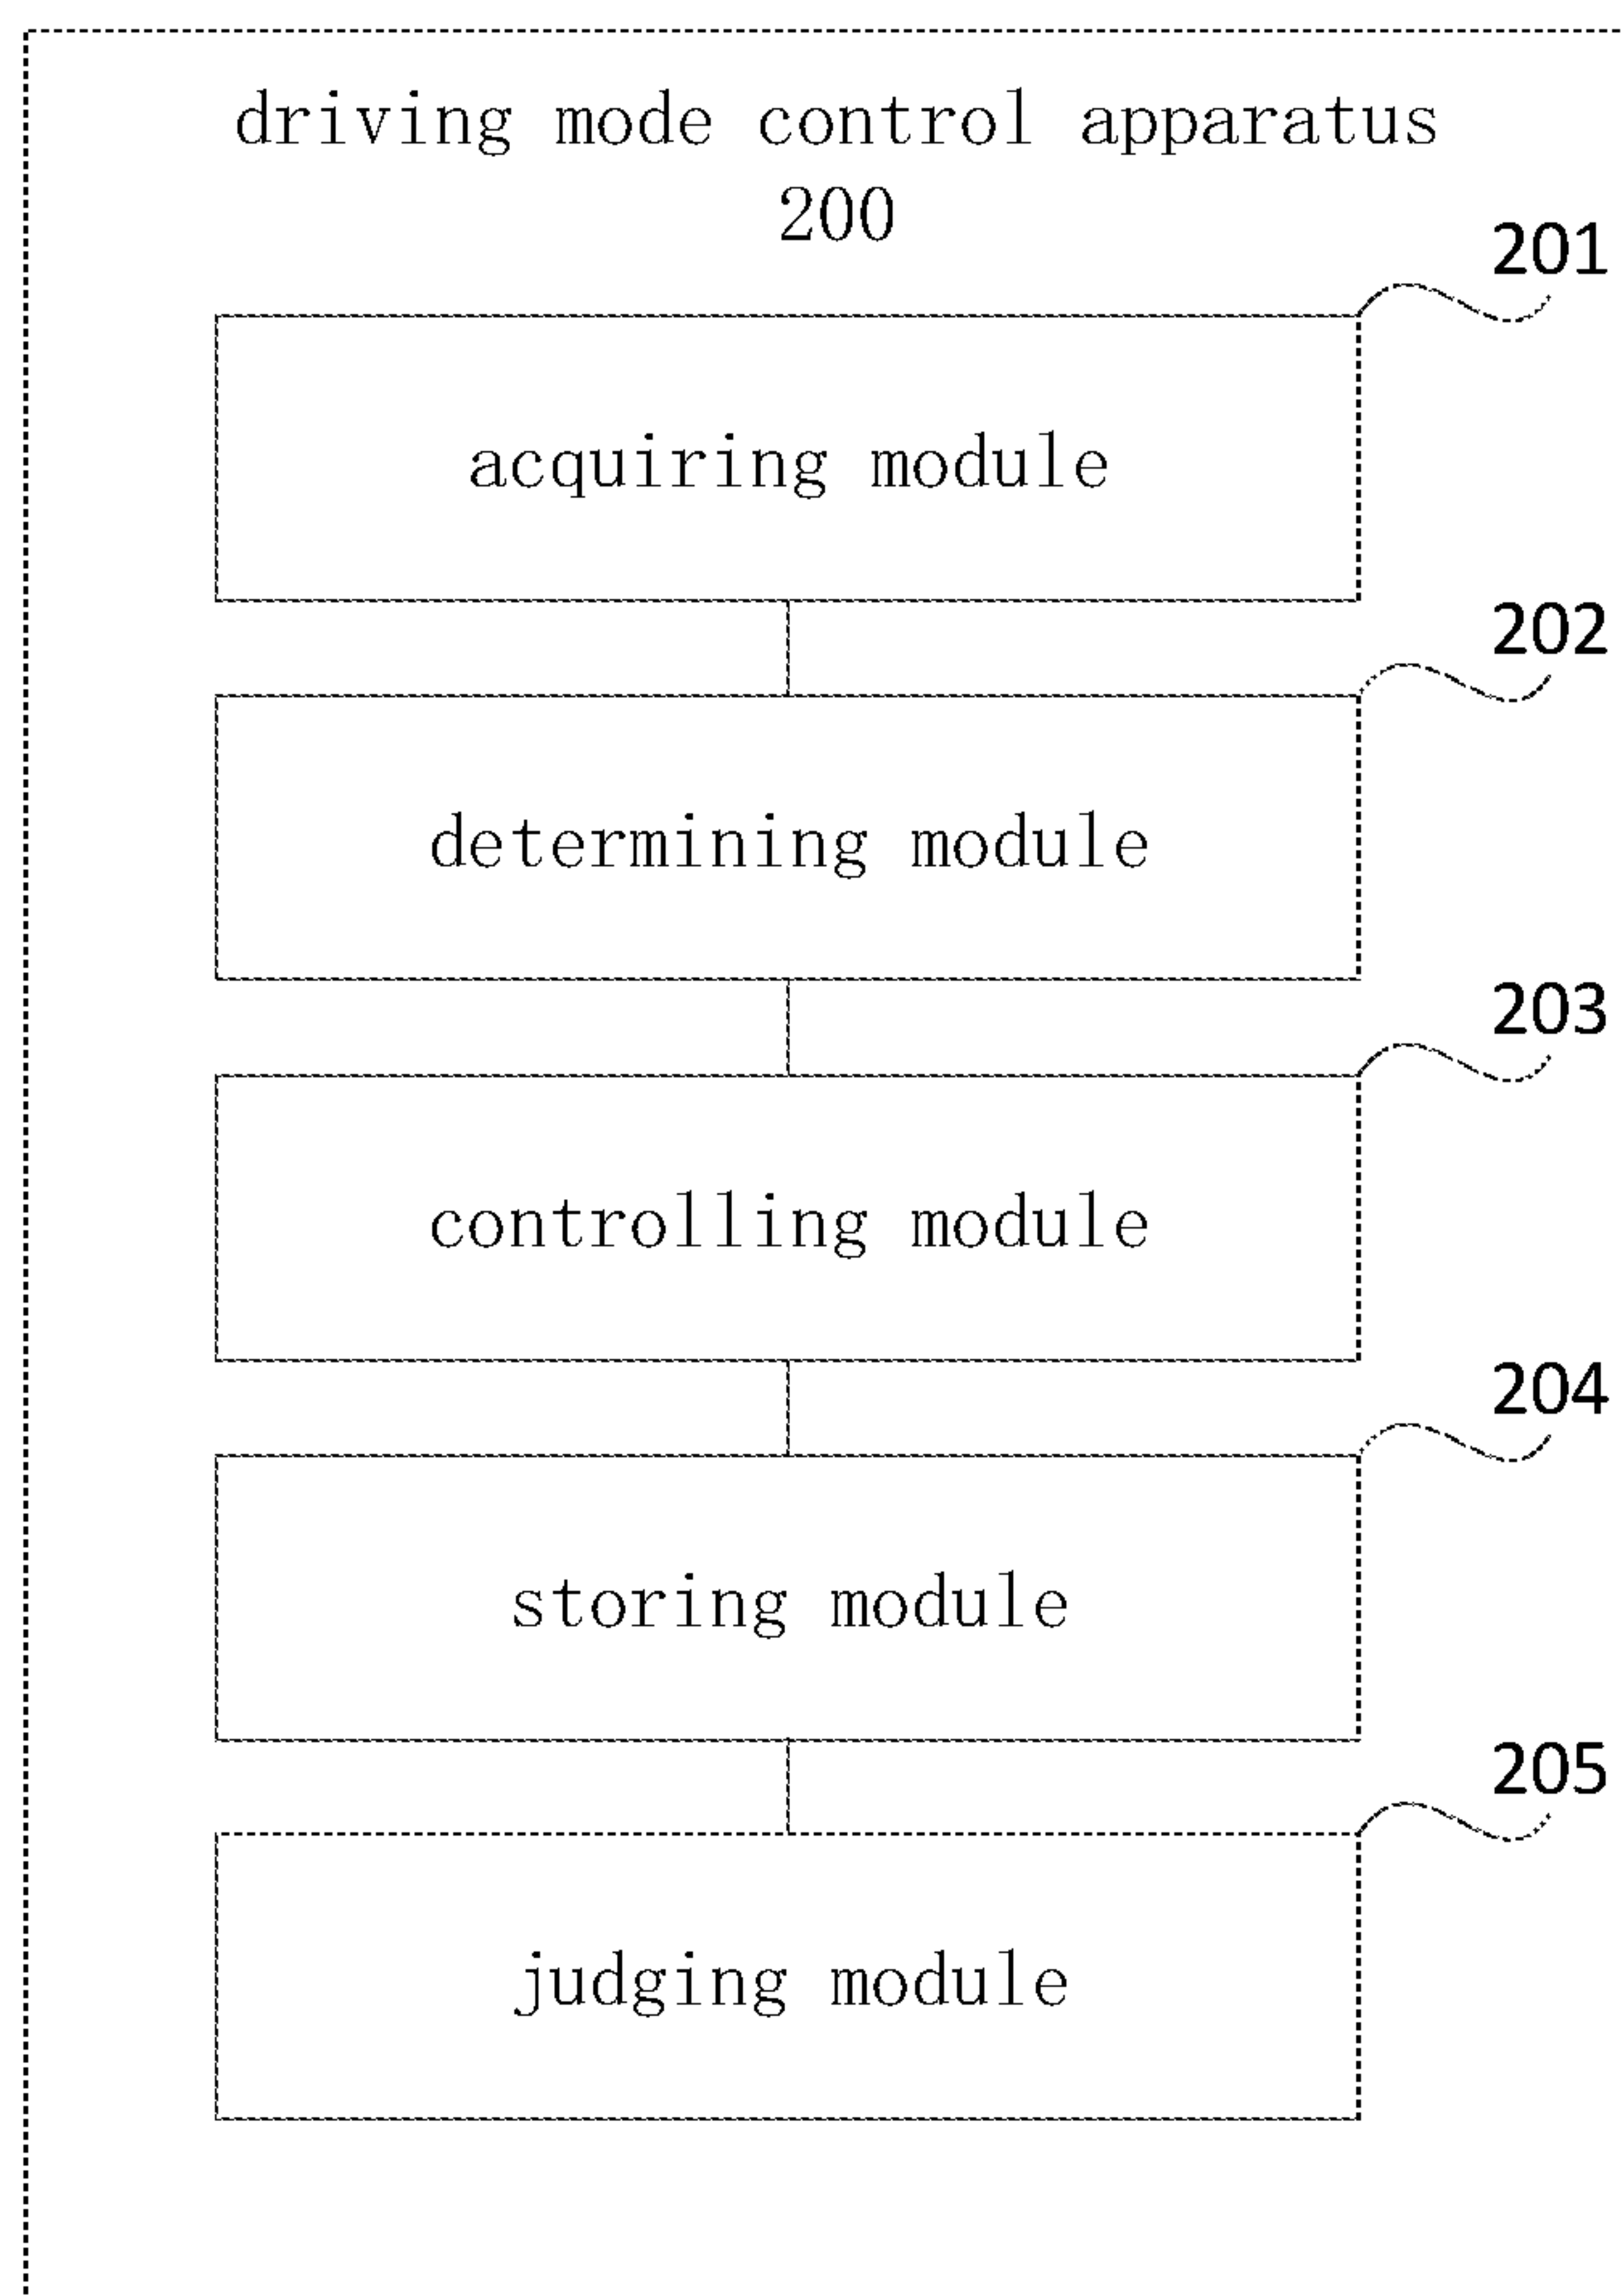 driving mode control apparatus
200
201
acquiring module
202
determining module
203
controlling module
204
storing module
205
judging module